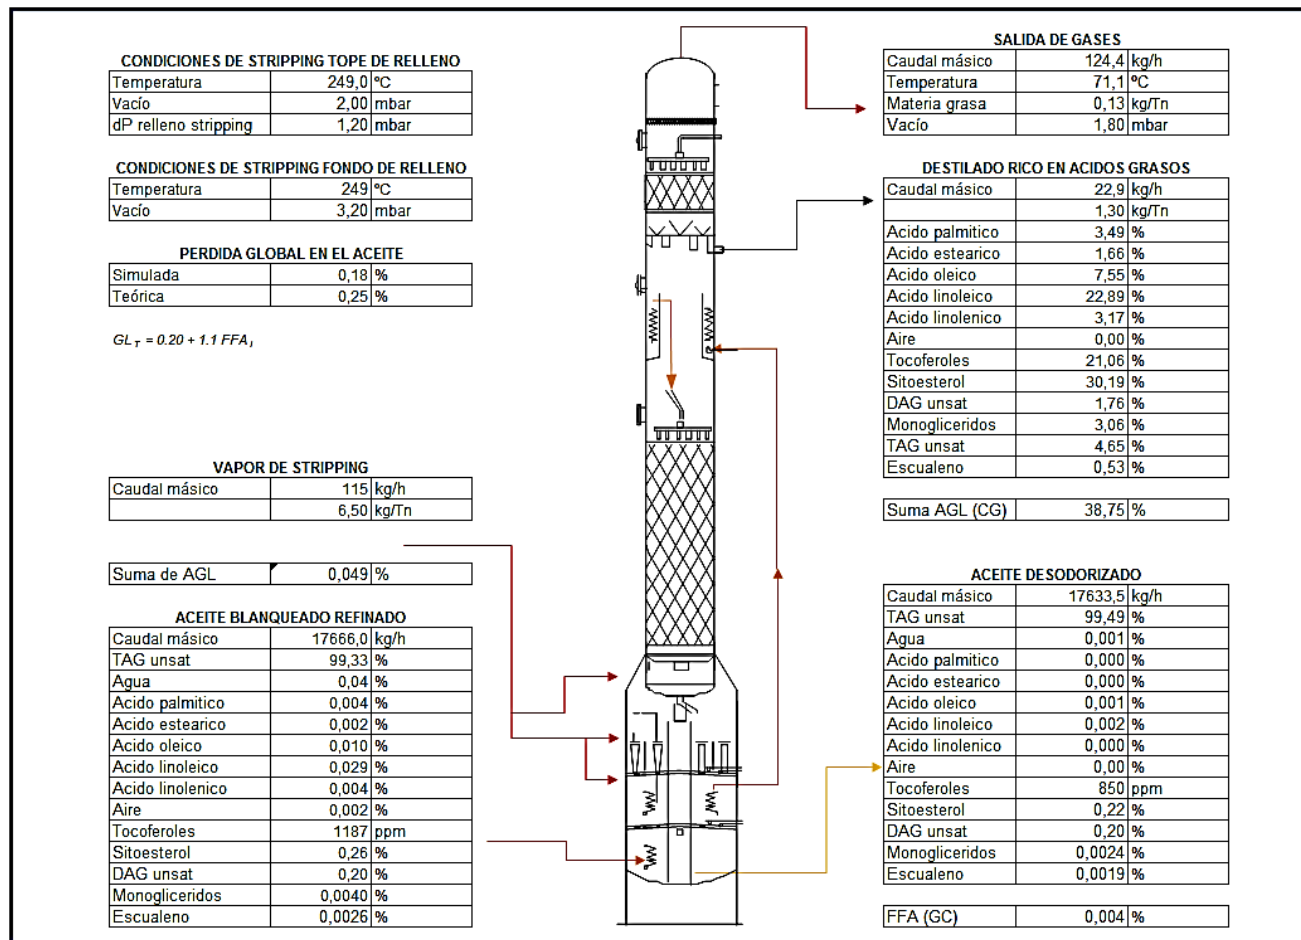 CONDICIONES DE STRIPPING TOPE DE RELLENO
Temperatura 249,0 ºC
Vacío 2,00 mbar
dP relleno stripping 1,20 mbar
CONDICIONES DE STRIPPING FONDO DE RELLENO
Temperatura 249 ºC
Vacío 3,20 mbar
PERDIDA GLOBAL EN EL ACEITE
Simulada 0,18 %
Teórica 0,25 %
GL T = 0.20 + 1.1 FFA I
VAPOR DE STRIPPING
Caudal másico 115 kg/h
6,50 kg/Tn
Suma de AGL 0,049 %
ACEITE BLANQUEADO REFINADO
Caudal másico 17666,0 kg/h
TAG unsat 99,33 %
Agua 0,04 %
Acido palmitico 0,004 %
Acido estearico 0,002 %
Acido oleico 0,010 %
Acido linoleico 0,029 %
Acido linolenico 0,004 %
Aire 0,002 %
Tocoferoles 1187 ppm
Sitoesterol 0,26 %
DAG unsat 0,20 %
Monogliceridos 0,0040 %
Escualeno 0,0026 %
SALIDA DE GASES
Caudal másico 124,4 kg/h
Temperatura 71,1 ºC
Materia grasa 0,13 kg/Tn
Vacío 1,80 mbar
DESTILADO RICO EN ACIDOS GRASOS
Caudal másico 22,9 kg/h
1,30 kg/Tn
Acido palmitico 3,49 %
Acido estearico 1,66 %
Acido oleico 7,55 %
Acido linoleico 22,89 %
Acido linolenico 3,17 %
Aire 0,00 %
Tocoferoles 21,06 %
Sitoesterol 30,19 %
DAG unsat 1,76 %
Monogliceridos 3,06 %
TAG unsat 4,65 %
Escualeno 0,53 %
Suma AGL (CG) 38,75 %
ACEITE DESODORIZADO
Caudal másico 17633,5 kg/h
TAG unsat 99,49 %
Agua 0,001 %
Acido palmitico 0,000 %
Acido estearico 0,000 %
Acido oleico 0,001 %
Acido linoleico 0,002 %
Acido linolenico 0,000 %
Aire 0,00 %
Tocoferoles 850 ppm
Sitoesterol 0,22 %
DAG unsat 0,20 %
Monogliceridos 0,0024 %
Escualeno 0,0019 %
FFA (GC) 0,004 %